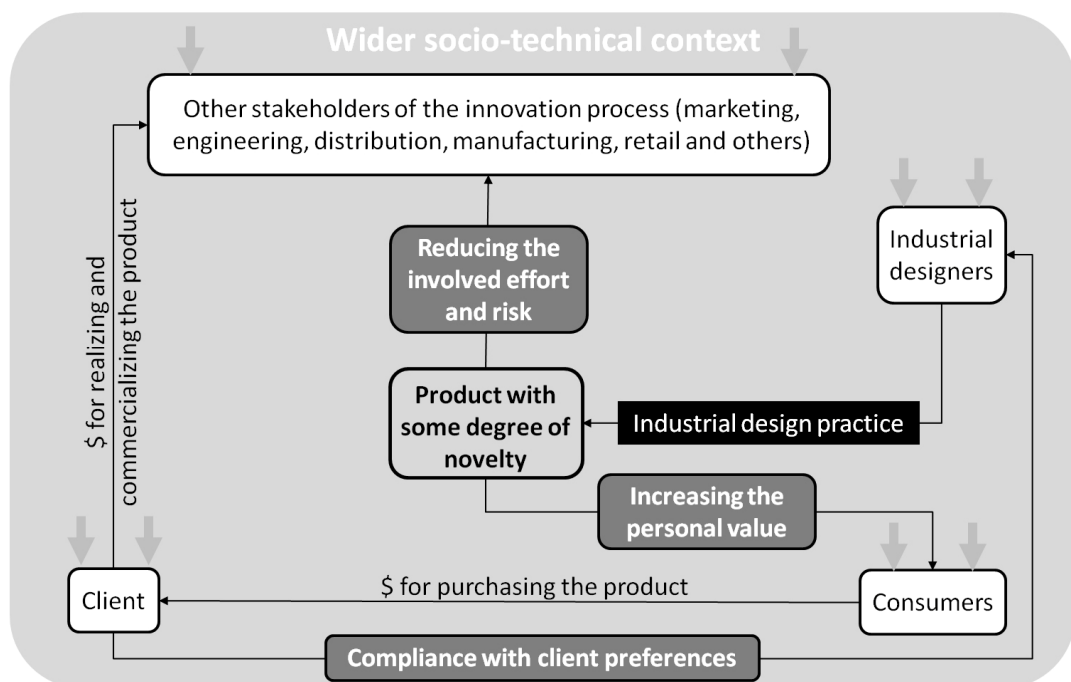 Wider socio-technical context
Other stakeholders of the innovation process (marketing,
engineering, distribution, manufacturing, retail and others)
Industrial
designers
Reducing the
involved effort
and risk
$ for realizing and
commercializing the product
Product with
some degree of
novelty
Industrial design practice
Increasing the
personal value
Client
$ for purchasing the product
Consumers
Compliance with client preferences